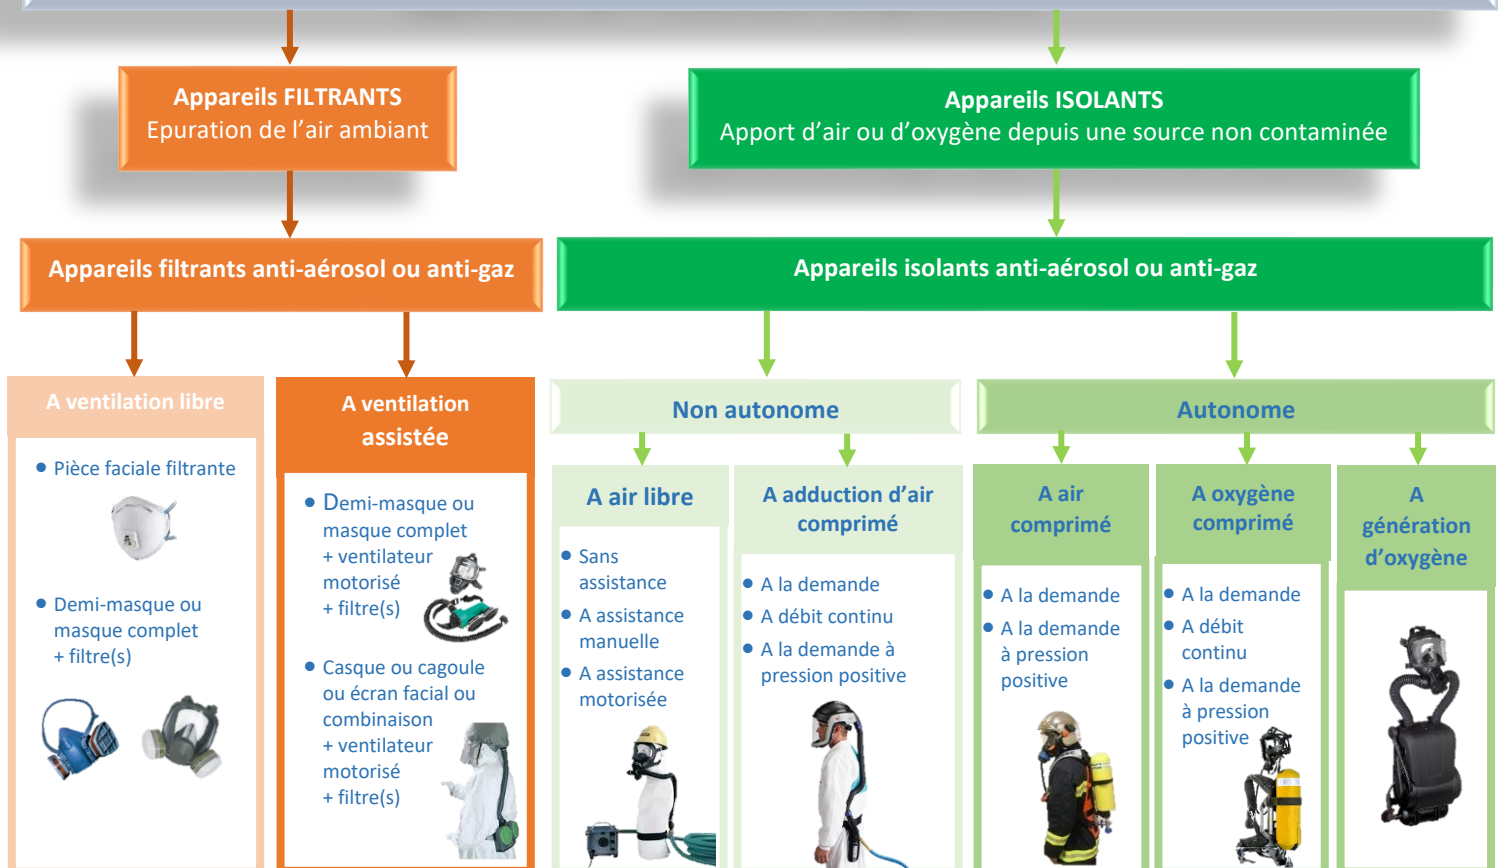 Appareils FILTRANTS
Epuration de l’air ambiant
Appareils ISOLANTS
Apport d’air ou d’oxygène depuis une source non contaminée
Appareils filtrants anti-aérosol ou anti-gaz
Appareils isolants anti-aérosol ou anti-gaz
A ventilation libre
• Pièce faciale filtrante
• Demi-masque ou
masque complet
+ filtre(s)
A ventilation
assistée
• Demi-masque ou
masque complet
+ ventilateur
motorisé
+ filtre(s)
• Casque ou cagoule
ou écran facial ou
combinaison
+ ventilateur
motorisé
+ filtre(s)
Non autonome
Autonome
A air libre
• Sans
assistance
• A assistance
manuelle
• A assistance
motorisée
A adduction d’air
comprimé
• A la demande
• A débit continu
• A la demande à
pression positive
A air
comprimé
• A la demande
• A la demande
à pression
positive
A oxygène
comprimé
• A la demande
• A débit
continu
• A la demande
à pression
positive
A
génération
d’oxygène